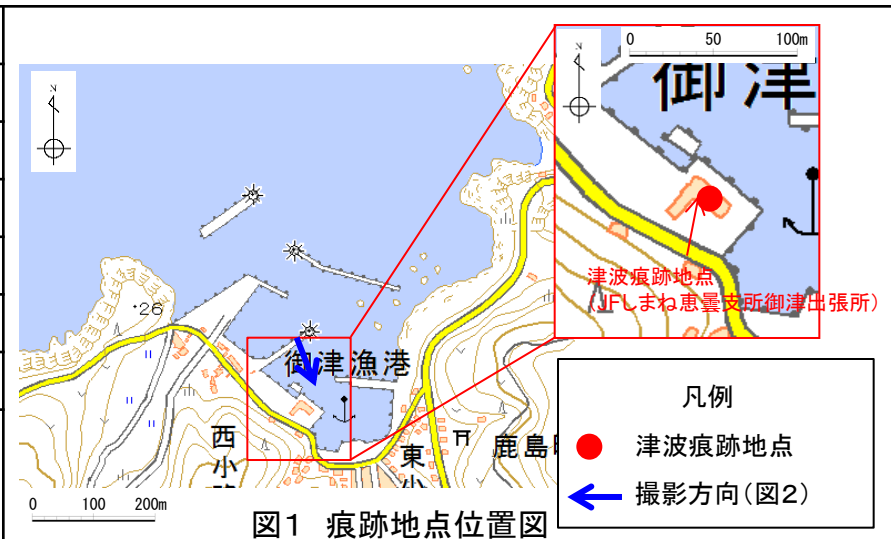 N
・26
御津漁港
西小路
東小
鹿島
0 100 200m
図1 痕跡地点位置図
N
0 50 100m
御津
津波痕跡地点
(JFしまね恵曇支所御津出張所)
凡例
津波痕跡地点
撮影方向(図2)